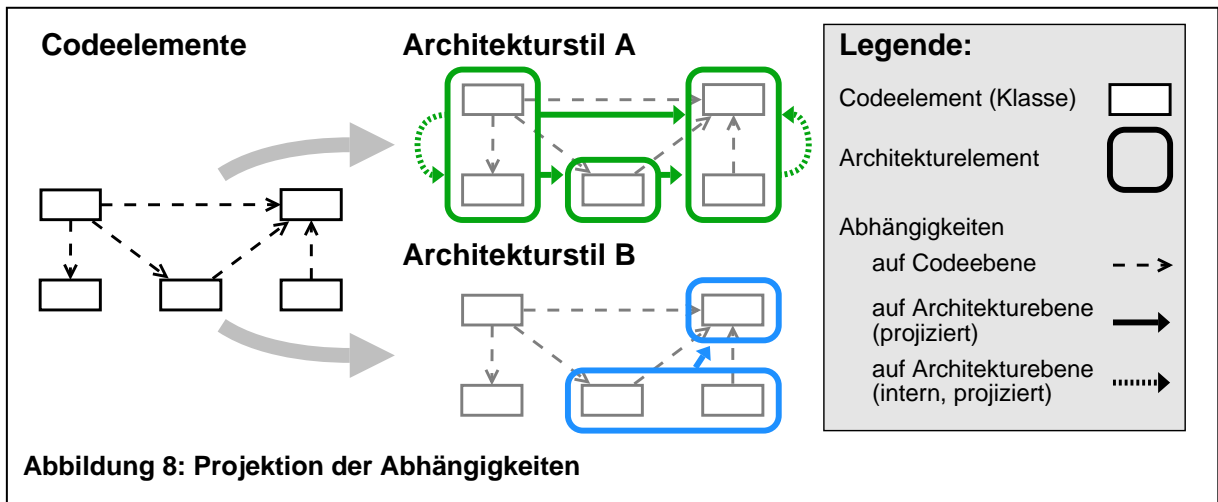 Codeelemente
Architekturstil A
Architekturstil B
Legende:
Codeelement (Klasse)
Architekturelement
Abhängigkeiten
auf Codeebene
auf Architekturebene
(projiziert)
auf Architekturebene
(intern, projiziert)
Abbildung 8: Projektion der Abhängigkeiten